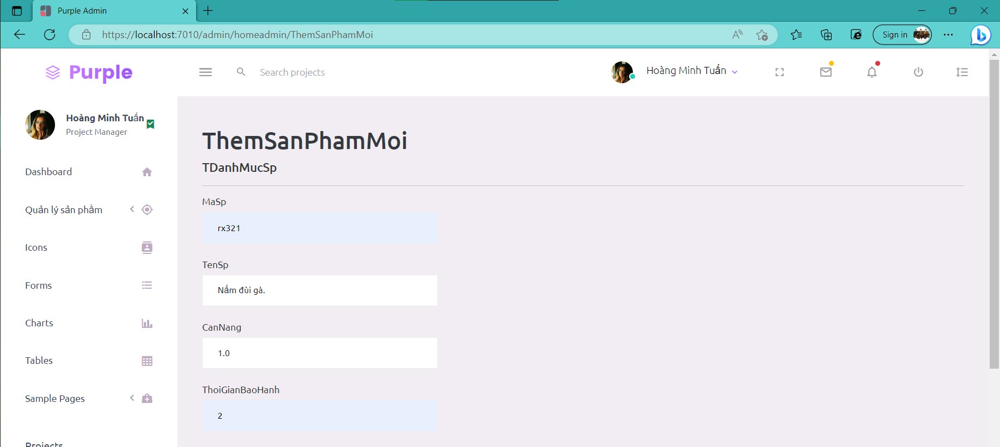 Purple Admin
https://localhost:7010/admin/homeadmin/ThemSanPhamMoi
Sign in
Purple
Search projects
Hoàng Minh Tuấn
Hoàng Minh Tuấn
Project Manager
Dashboard
Quản lý sản phầm
Icons
Forms
Charts
Tables
Sample Pages
Projects
ThemSanPhamMoi
TDanhMucSp
MaSp
rx321
TenSp
Nấm đùi gà.
CanNang
1.0
ThoiGianBaoHanh
2